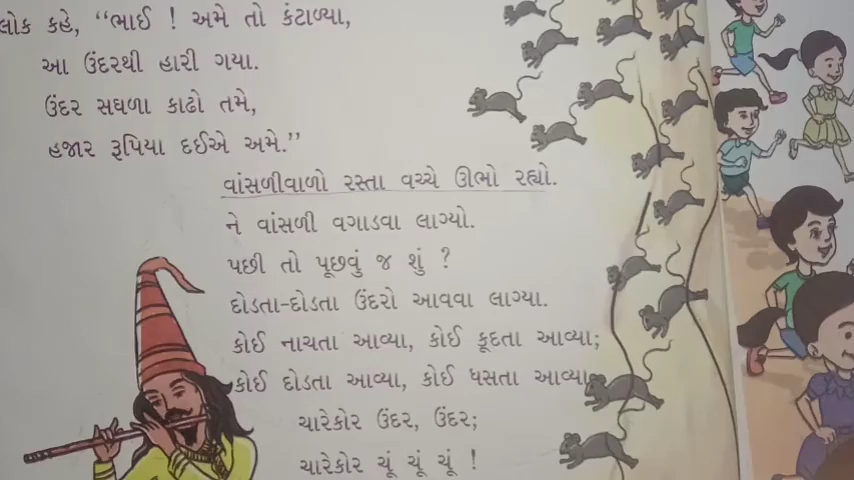 લોક કહે, “ભાઈ ! અમે તો કંટાળ્યા,
આ ઉંદરથી હારી ગયા.
ઉંદર સઘળા કાઢો તમે,
હજાર રૂપિયા દઈએ અમે.”
વાંસળીવાળો રસ્તા વચ્ચે ઊભો રહ્યો.
ને વાંસળી વગાડવા લાગ્યો.
પછી તો પૂછવું જ શું ?
દોડતા-દોડતા ઉંદરો આવવા લાગ્યા.
કોઈ નાચતા આવ્યા, કોઈ કૂદતા આવ્યા;
કોઈ દોડતા આવ્યા, કોઈ ધસતા આવ્યા
ચારેકોર ઉંદર, ઉંદર;
ચારેકોર ચૂં ચૂં ચૂં !